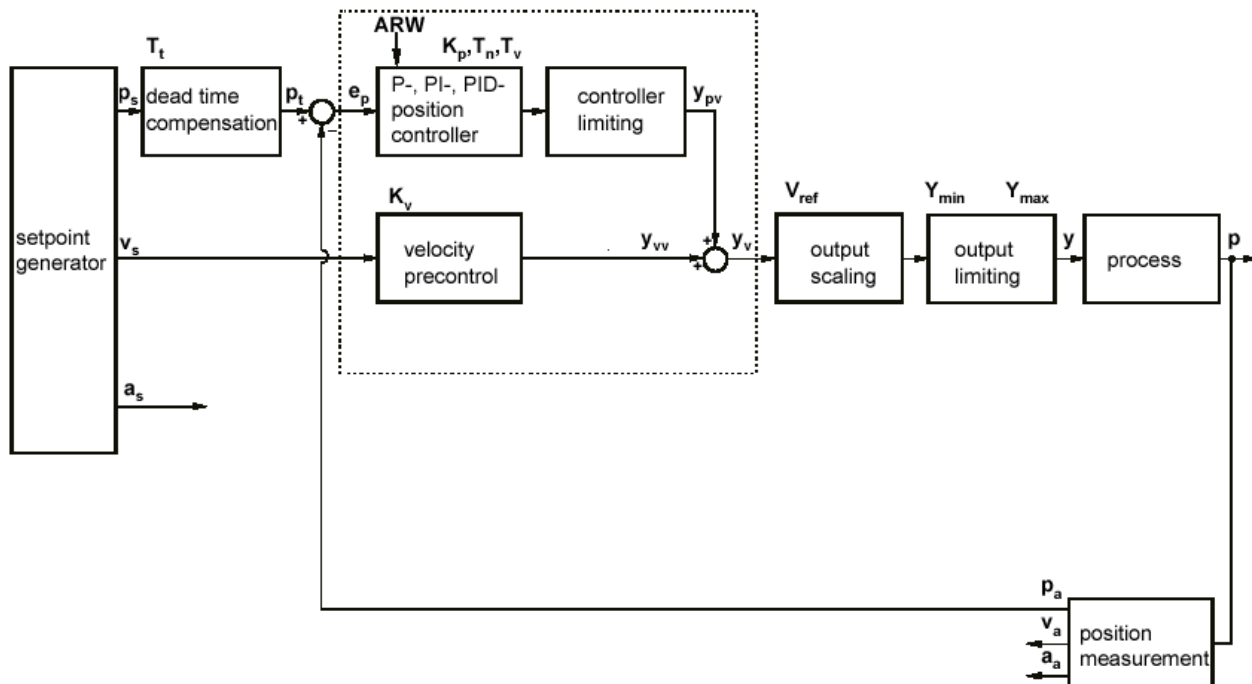 ARW
T_t
K_p,T_n,T_v
p_s
dead time
compensation
p_t
+
−
e_p
P-, PI-, PID-
position
controller
controller
limiting
y_pv
setpoint
generator
v_s
K_v
velocity
precontrol
y_vv
+
+
y_v
V_ref
output
scaling
Y_min
Y_max
output
limiting
y
process
p
a_s
p_a
v_a
a_a
position
measurement